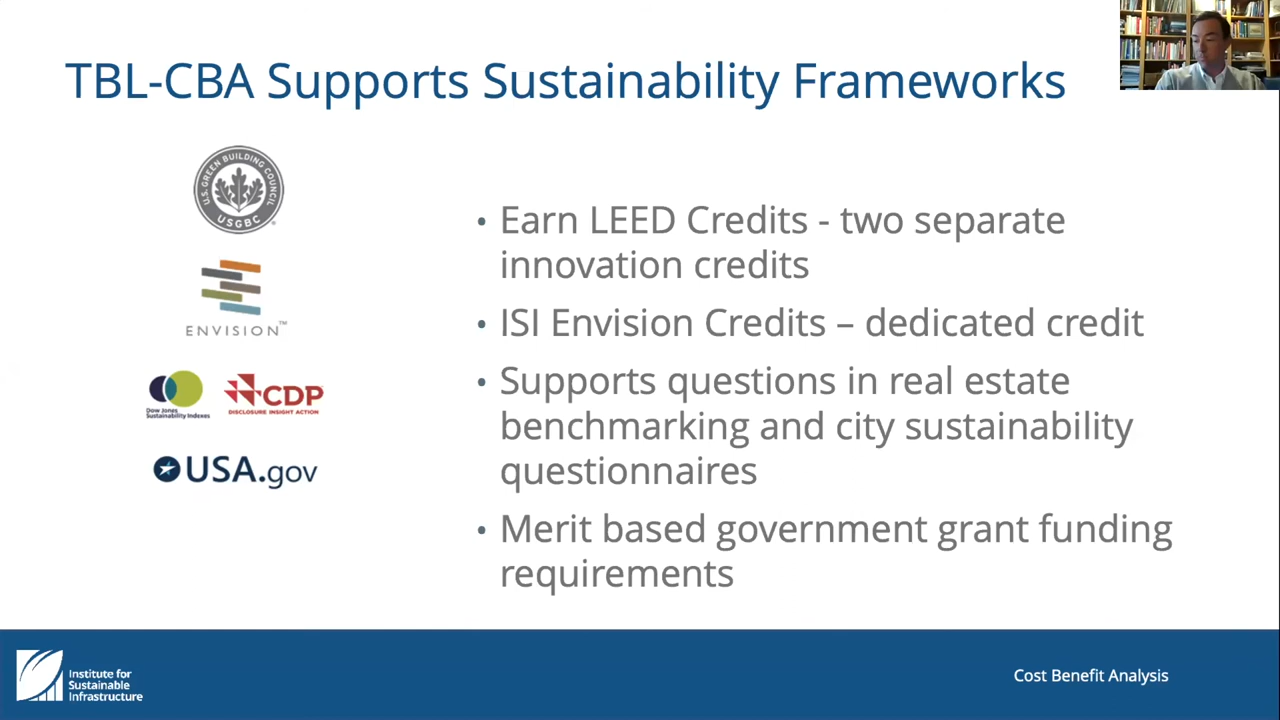 TBL-CBA Supports Sustainability Frameworks
U.S. GREEN BUILDING COUNCIL
USGBC
ENVISION™
Dow Jones
Sustainability Indexes
CDP
DISCLOSURE INSIGHT ACTION
USA.gov
• Earn LEED Credits - two separate
innovation credits
• ISI Envision Credits – dedicated credit
• Supports questions in real estate
benchmarking and city sustainability
questionnaires
• Merit based government grant funding
requirements
Institute for
Sustainable
Infrastructure
Cost Benefit Analysis